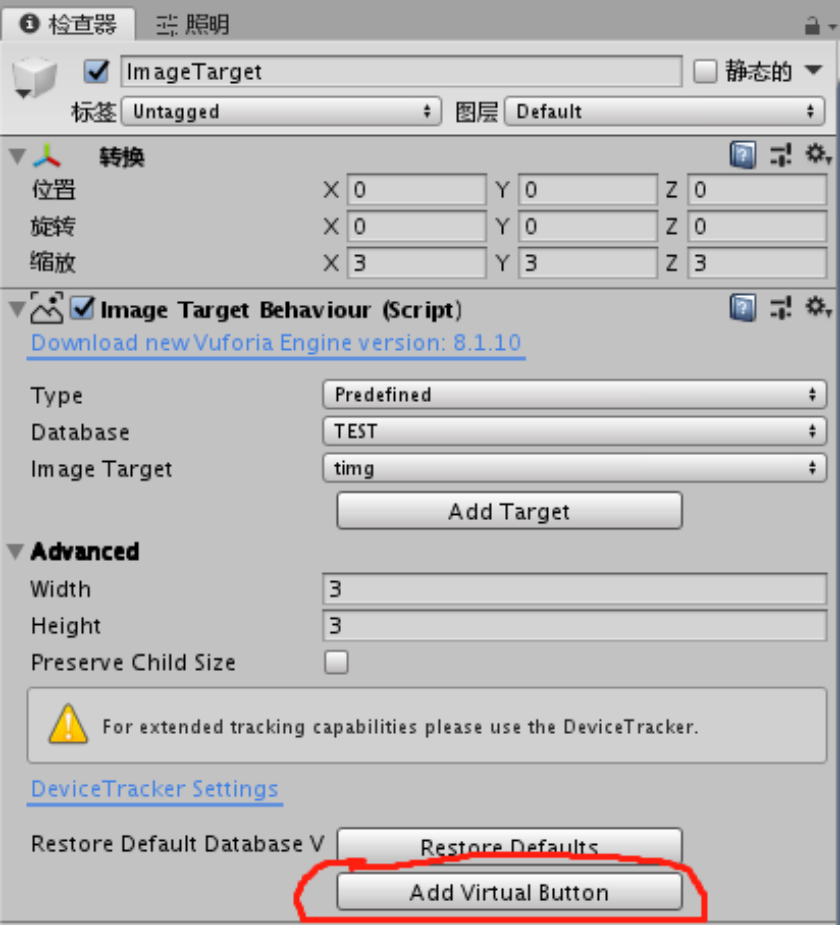 检查器 照明
ImageTarget 静态的
标签 Untagged 图层 Default
转换
位置 X 0 Y 0 Z 0
旋转 X 0 Y 0 Z 0
缩放 X 3 Y 3 Z 3
Image Target Behaviour (Script)
Download new Vuforia Engine version: 8.1.10
Type Predefined
Database TEST
Image Target timg
Add Target
Advanced
Width 3
Height 3
Preserve Child Size
For extended tracking capabilities please use the DeviceTracker.
DeviceTracker Settings
Restore Default Database V Restore Defaults
Add Virtual Button